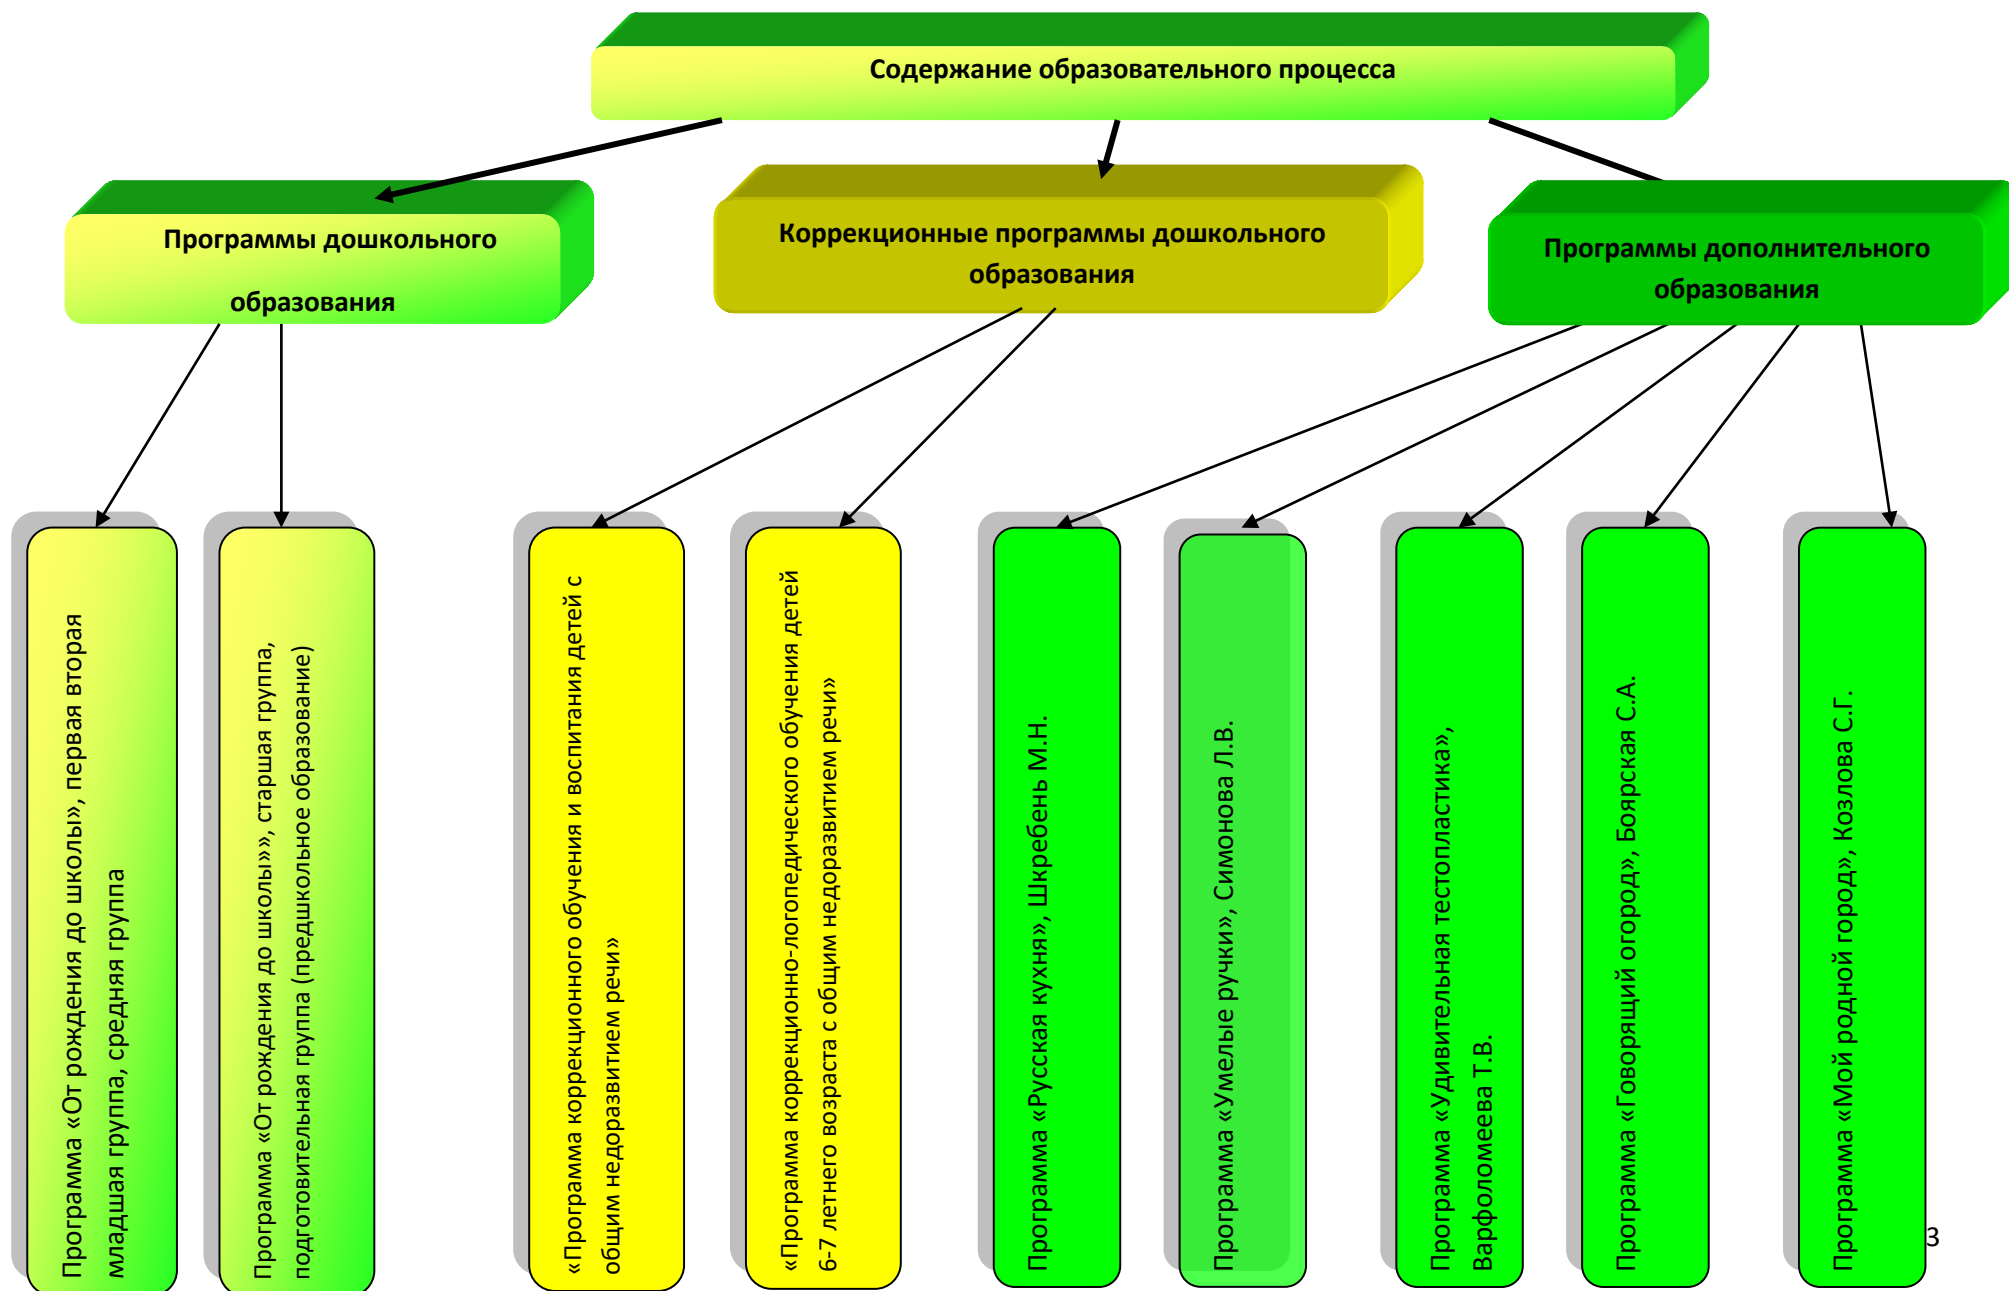 Содержание образовательного процесса
Программы дошкольного
образования
Коррекционные программы дошкольного
образования
Программы дополнительного
образования
Программа «От рождения до школы», первая вторая
младшая группа, средняя группа
Программа «От рождения до школы»», старшая группа,
подготовительная группа (предшкольное образование)
«Программа коррекционного обучения и воспитания детей с
общим недоразвитием речи»
«Программа коррекционно-логопедического обучения детей
6-7 летнего возраста с общим недоразвитием речи»
Программа «Русская кухня», Шкребень М.Н.
Программа «Умелые ручки», Симонова Л.В.
Программа «Удивительная тестопластика»,
Варфоломеева Т.В.
Программа «Говорящий огород», Боярская С.А.
Программа «Мой родной город», Козлова С.Г.
3